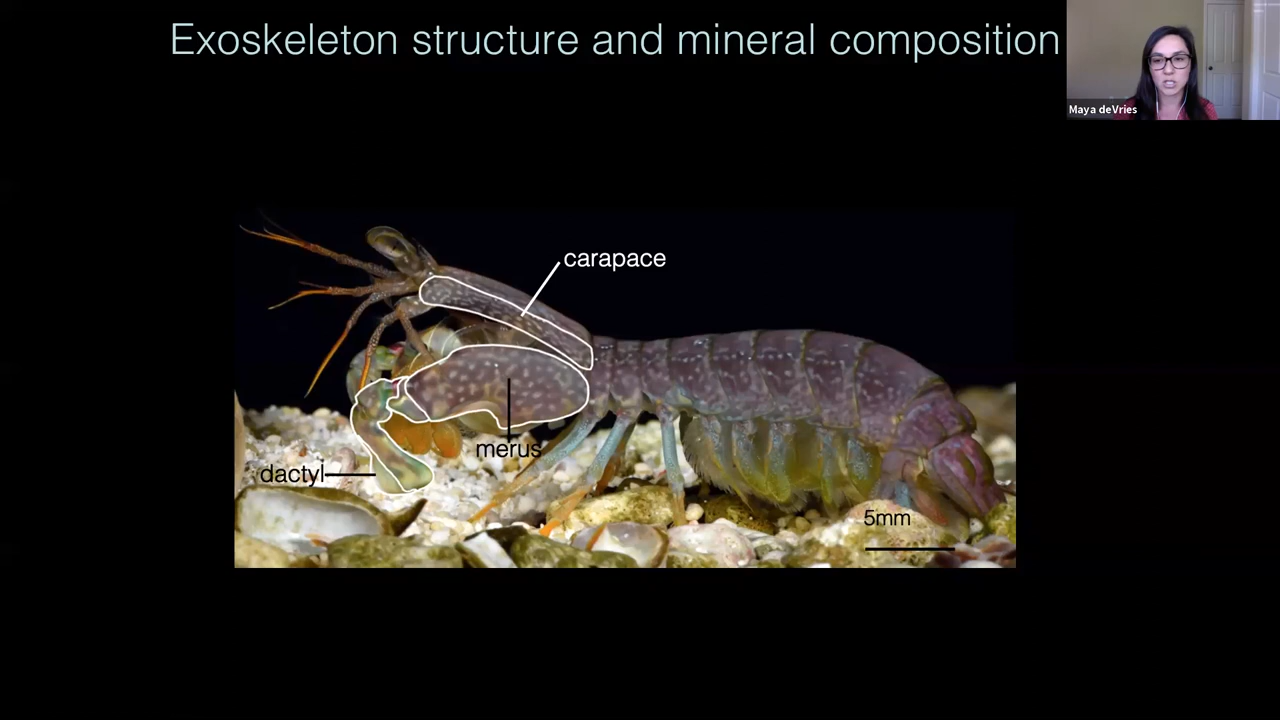 Exoskeleton structure and mineral composition
Maya deVries
carapace
merus
dactyl
5mm